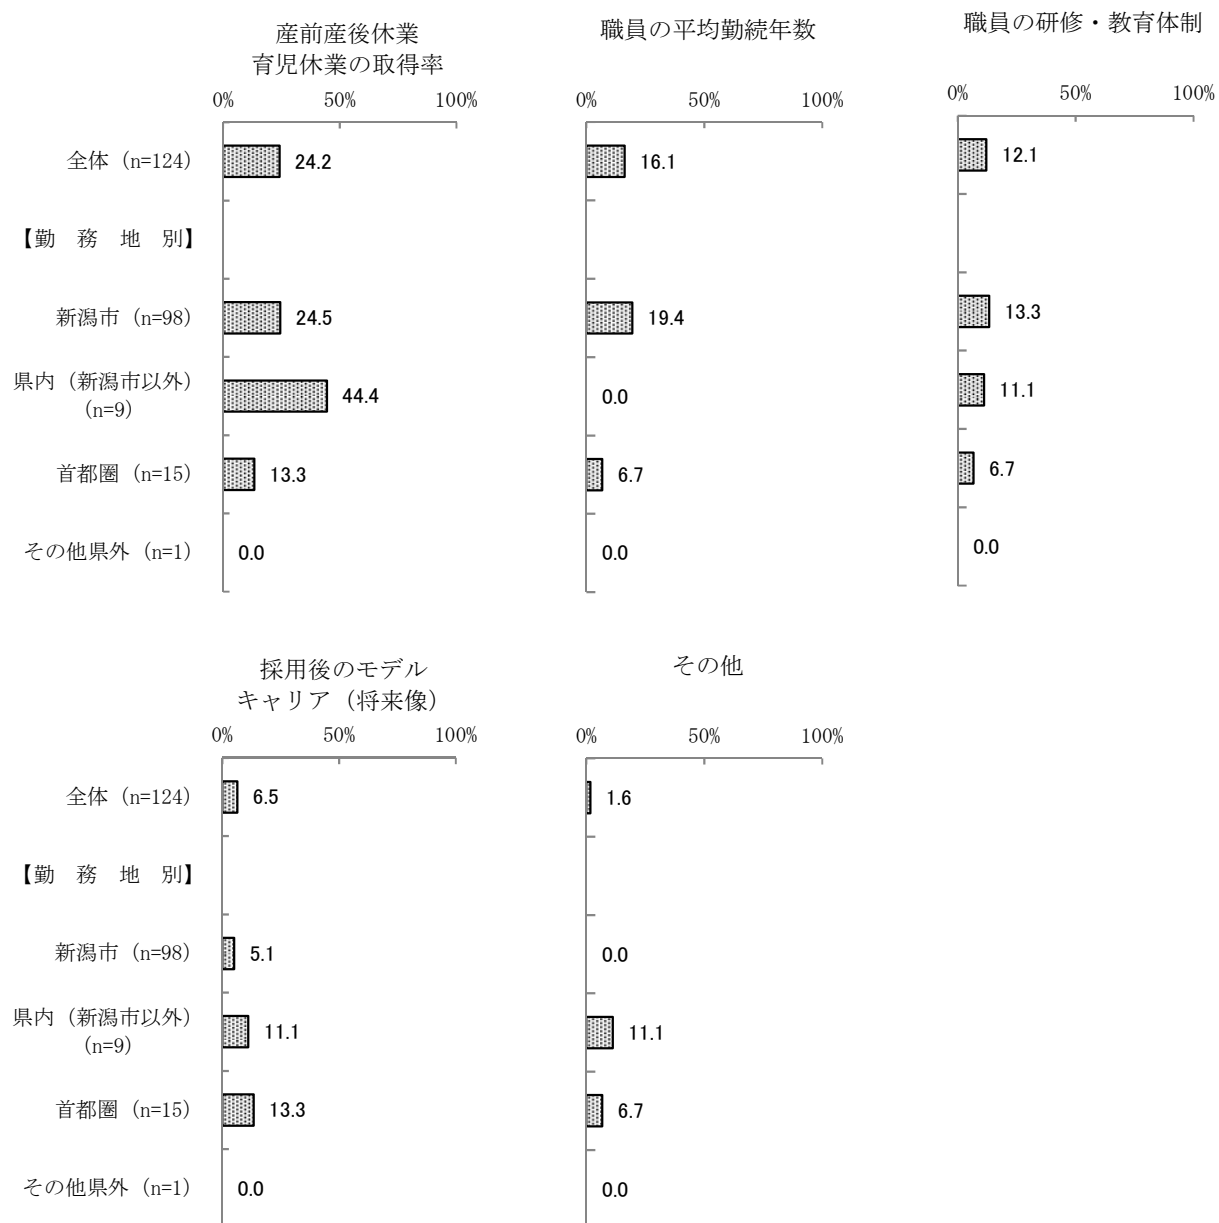 産前産後休業
育児休業の取得率
職員の平均勤続年数
職員の研修・教育体制
0% 50% 100%
0% 50% 100%
0% 50% 100%
全体（n=124） 24.2 16.1 12.1
【勤　務　地　別】
新潟市（n=98） 24.5 19.4 13.3
県内（新潟市以外）
（n=9） 44.4 0.0 11.1
首都圏（n=15） 13.3 6.7 6.7
その他県外（n=1） 0.0 0.0 0.0
採用後のモデル
キャリア（将来像）
その他
0% 50% 100%
0% 50% 100%
全体（n=124） 6.5 1.6
【勤　務　地　別】
新潟市（n=98） 5.1 0.0
県内（新潟市以外）
（n=9） 11.1 11.1
首都圏（n=15） 13.3 6.7
その他県外（n=1） 0.0 0.0